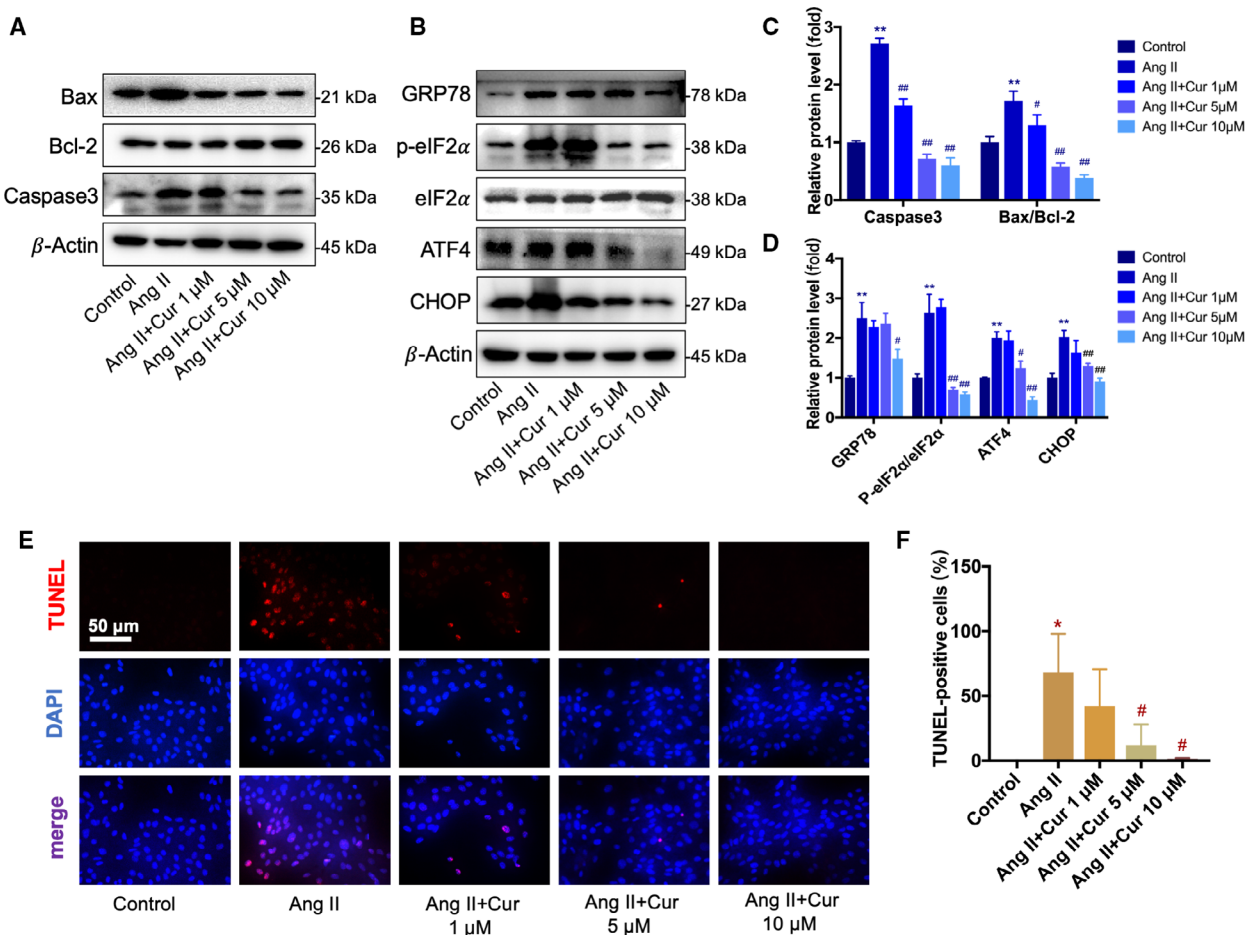 A
Bax
21 kDa
Bcl-2
26 kDa
Caspase3
35 kDa
β-Actin
45 kDa
Control
Ang II
Ang II+Cur 1 μM
Ang II+Cur 5 μM
Ang II+Cur 10 μM
B
GRP78
78 kDa
p-eIF2α
38 kDa
eIF2α
38 kDa
ATF4
49 kDa
CHOP
27 kDa
β-Actin
45 kDa
Control
Ang II
Ang II+Cur 1 μM
Ang II+Cur 5 μM
Ang II+Cur 10 μM
C
Relative protein level (fold)
3
2
1
0
**
##
##
##
**
#
##
##
Caspase3
Bax/Bcl-2
Control
Ang II
Ang II+Cur 1μM
Ang II+Cur 5μM
Ang II+Cur 10μM
D
Relative protein level (fold)
4
3
2
1
0
**
#
**
##
##
**
#
##
**
##
##
GRP78
P-eIF2α/eIF2α
ATF4
CHOP
Control
Ang II
Ang II+Cur 1μM
Ang II+Cur 5μM
Ang II+Cur 10μM
E
TUNEL
50 μm
DAPI
merge
Control
Ang II
Ang II+Cur
1 μM
Ang II+Cur
5 μM
Ang II+Cur
10 μM
F
TUNEL-positive cells (%)
150
100
50
0
*
#
#
Control
Ang II
Ang II+Cur 1 μM
Ang II+Cur 5 μM
Ang II+Cur 10 μM